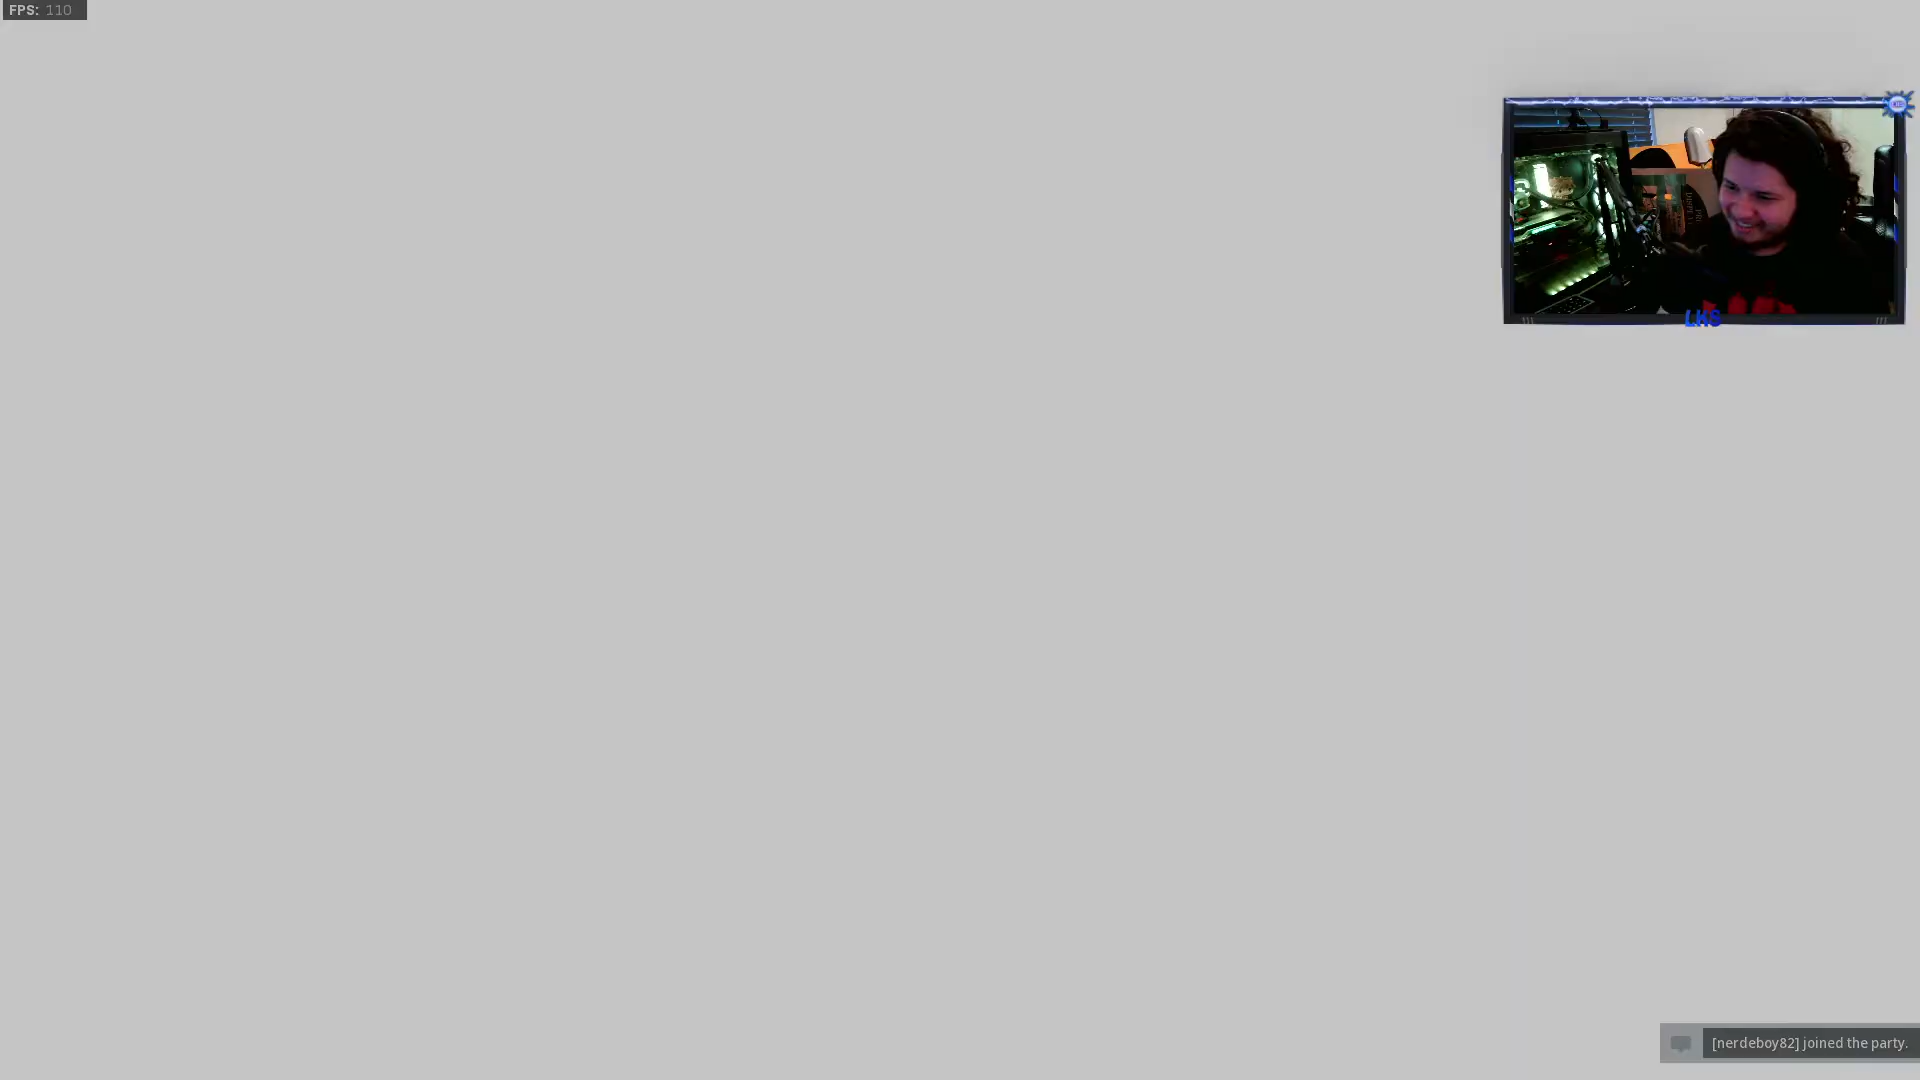 FPS: 110
LKS
[nerdeboy82] joined the party.